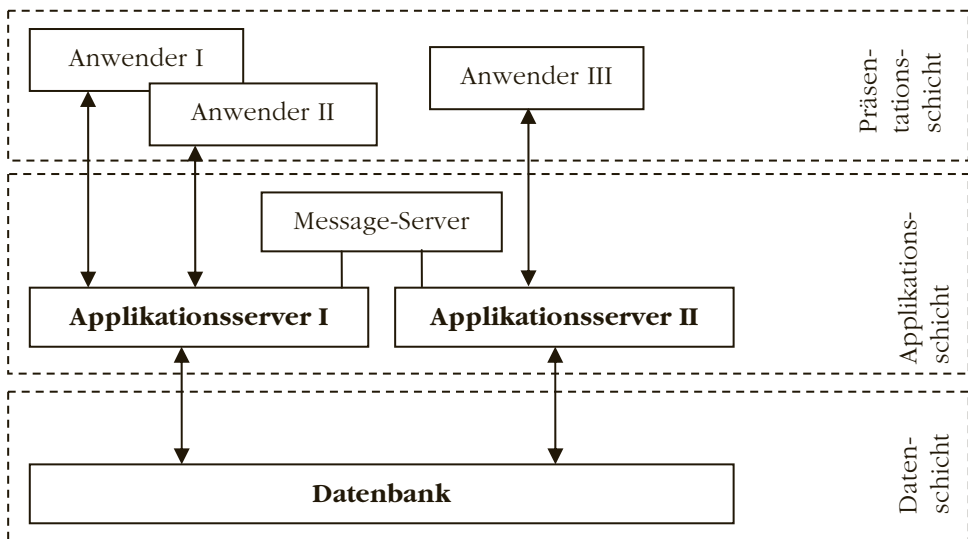 Anwender I
Anwender II
Anwender III
Präsen-
tations
schicht
Message-Server
Applikationsserver I
Applikationsserver II
Applikations-
schicht
Datenbank
Daten-
schicht